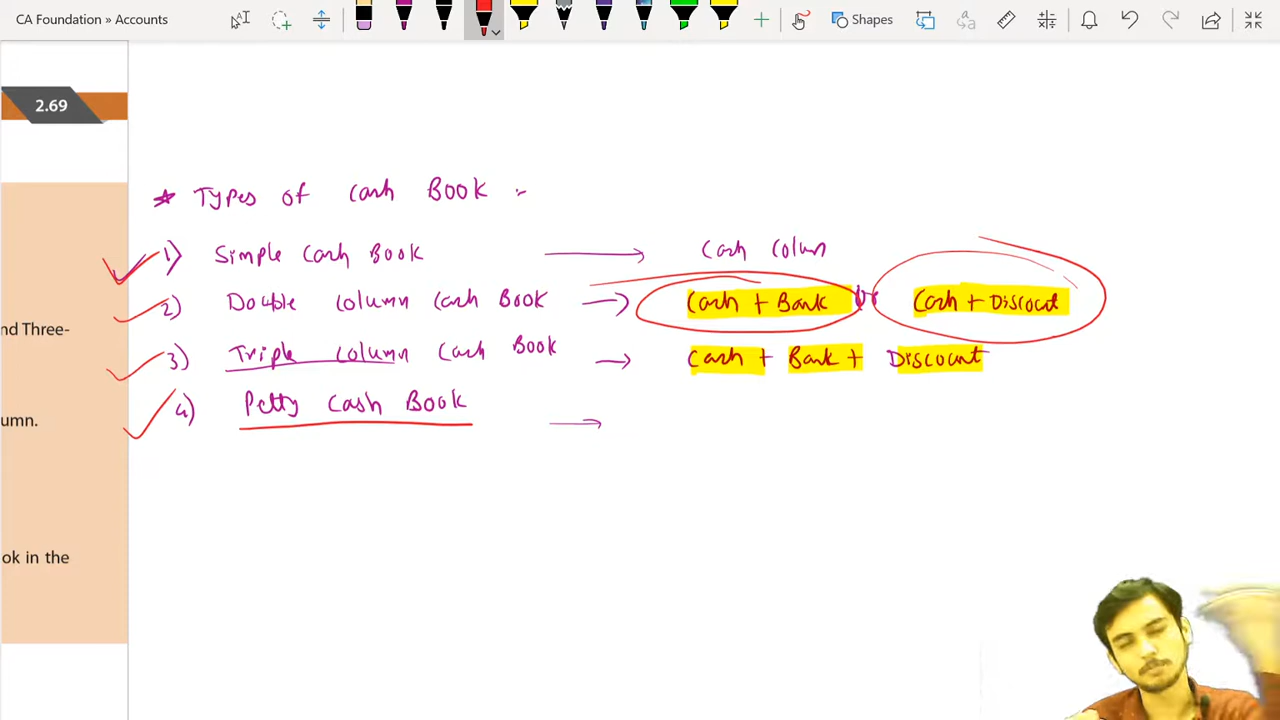 CA Foundation » Accounts
Shapes
2.69
* Types of Cash Book :-
1) Simple Cash Book → Cash Column
2) Double column Cash Book → Cash + Bank Or Cash + Discount
nd Three-
3) Triple column Cash Book → Cash + Bank + Discount
4) Petty Cash Book →
umn.
ok in the